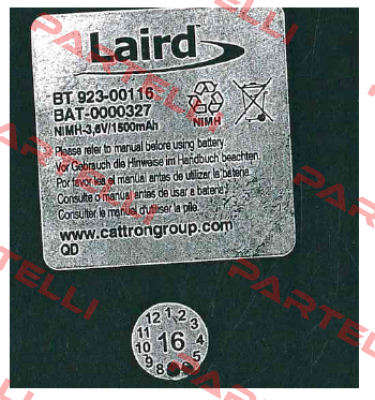 Laird
BT 923-00116
BAT-0000327
NiMH-3,6V/1500mAh
NIMH
Please refer to manual before using battery.
Vor Gebrauch die Hinweise im Handbuch beachten.
Por favor lea el manual antes de utilizar la batería.
Consulte o manual antes de usar a bateria.
Consulter le manuel d'utiliser la pile.
www.cattrongroup.com
QD
12 1 2 3 4 5 8 9 10 11
16
PARTELLI
PARTELLI
PARTELLI
PARTELLI